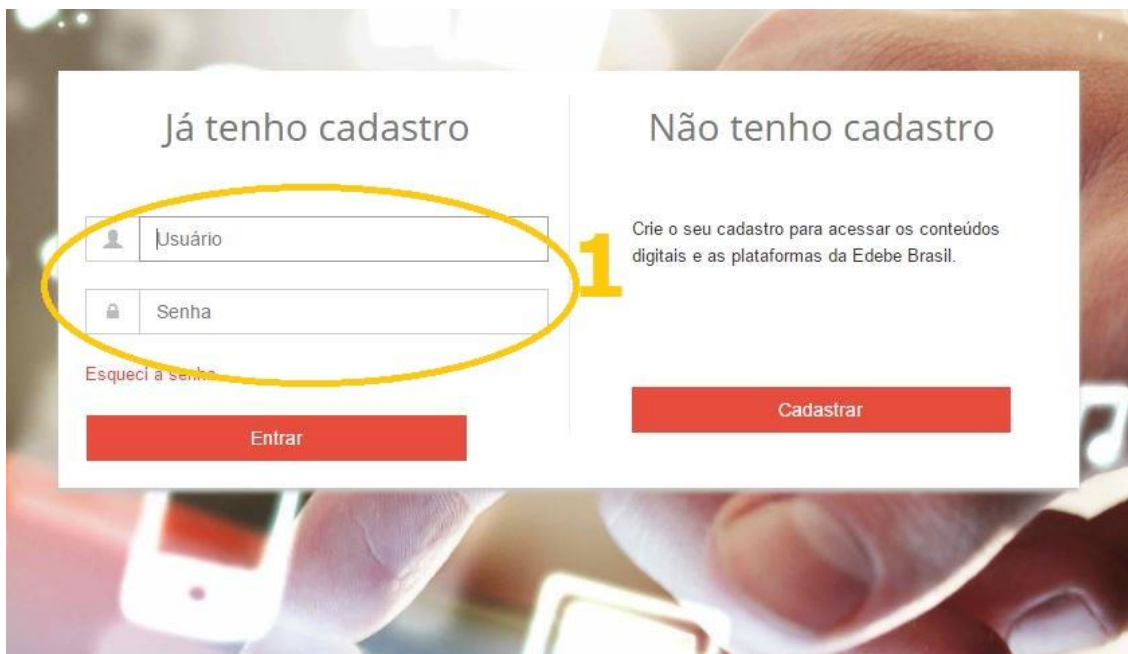 Já tenho cadastro
Usuário
Senha
Esqueci a senha
Entrar
1
Não tenho cadastro
Crie o seu cadastro para acessar os conteúdos
digitais e as plataformas da Edebe Brasil.
Cadastrar